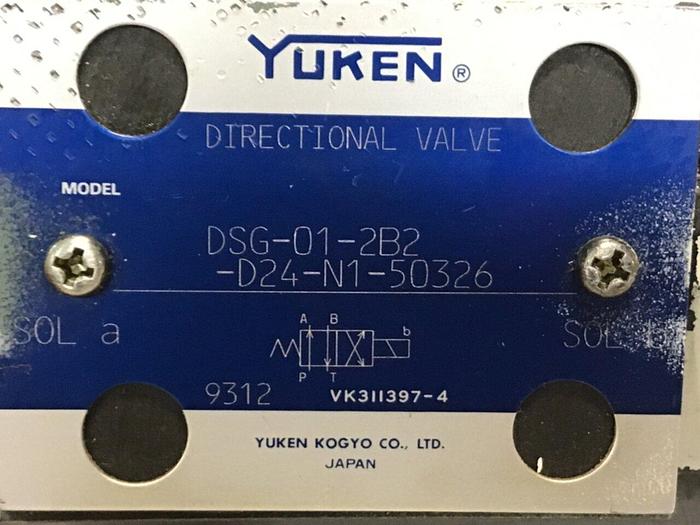 YUKEN®
DIRECTIONAL VALVE
MODEL
DSG-01-2B2
-D24-N1-50326
SOL a
SOL
A B
b
P T
9312
VK311397-4
YUKEN KOGYO CO., LTD.
JAPAN